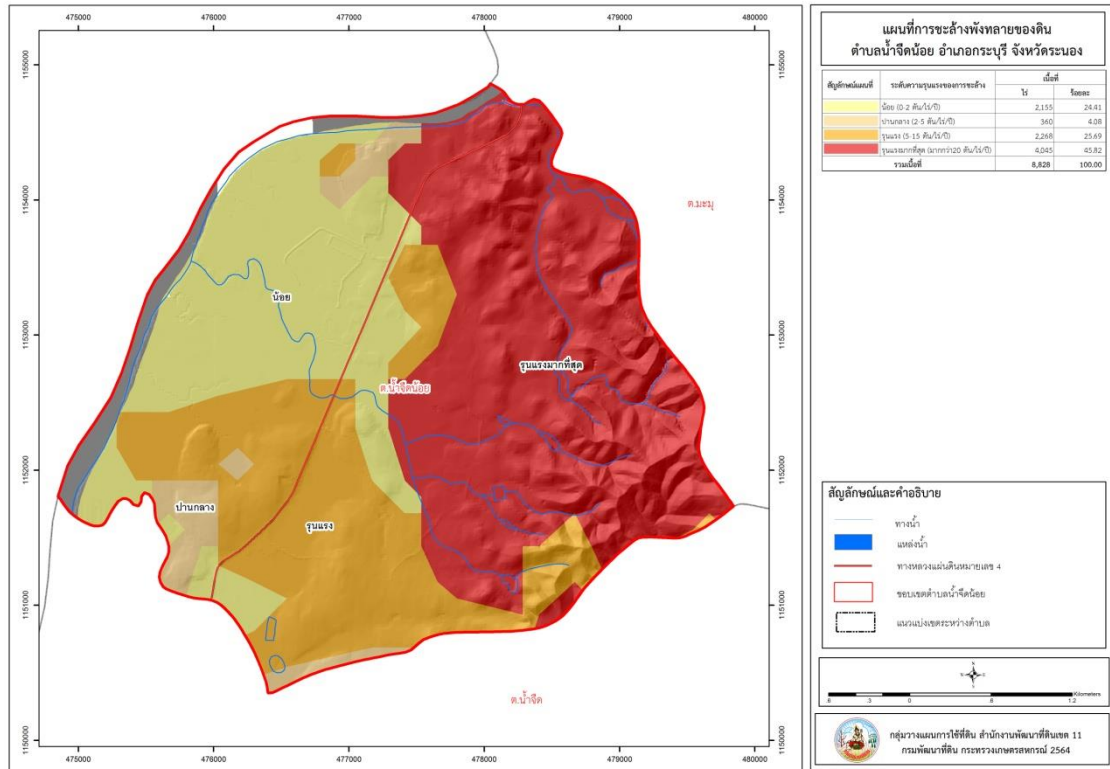 475000 476000 477000 478000 479000 480000
1155000
1154000
1153000
1152000
1151000
1150000
1155000
1154000
1153000
1152000
1151000
1150000
ต.มะมุ
น้อย
รุนแรงมากที่สุด
ต.น้ำจืดน้อย
ปานกลาง
รุนแรง
ต.น้ำจืด
475000 476000 477000 478000 479000 480000
แผนที่การชะล้างพังทลายของดิน
ตำบลน้ำจืดน้อย อำเภอกระบุรี จังหวัดระนอง
สัญลักษณ์แผนที่ ระดับความรุนแรงของการชะล้าง เนื้อที่
ไร่ ร้อยละ
น้อย (0-2 ตัน/ไร่/ปี) 2,155 24.41
ปานกลาง (2-5 ตัน/ไร่/ปี) 360 4.08
รุนแรง (5-15 ตัน/ไร่/ปี) 2,268 25.69
รุนแรงมากที่สุด (มากกว่า20 ตัน/ไร่/ปี) 4,045 45.82
รวมเนื้อที่ 8,828 100.00
สัญลักษณ์และคำอธิบาย
ทางน้ำ
แหล่งน้ำ
ทางหลวงแผ่นดินหมายเลข 4
ขอบเขตตำบลน้ำจืดน้อย
แนวแบ่งเขตระหว่างตำบล
.6 .3 0 .6 1.2 Kilometers
กลุ่มวางแผนการใช้ที่ดิน สำนักงานพัฒนาที่ดินเขต 11
กรมพัฒนาที่ดิน กระทรวงเกษตรสหกรณ์ 2564